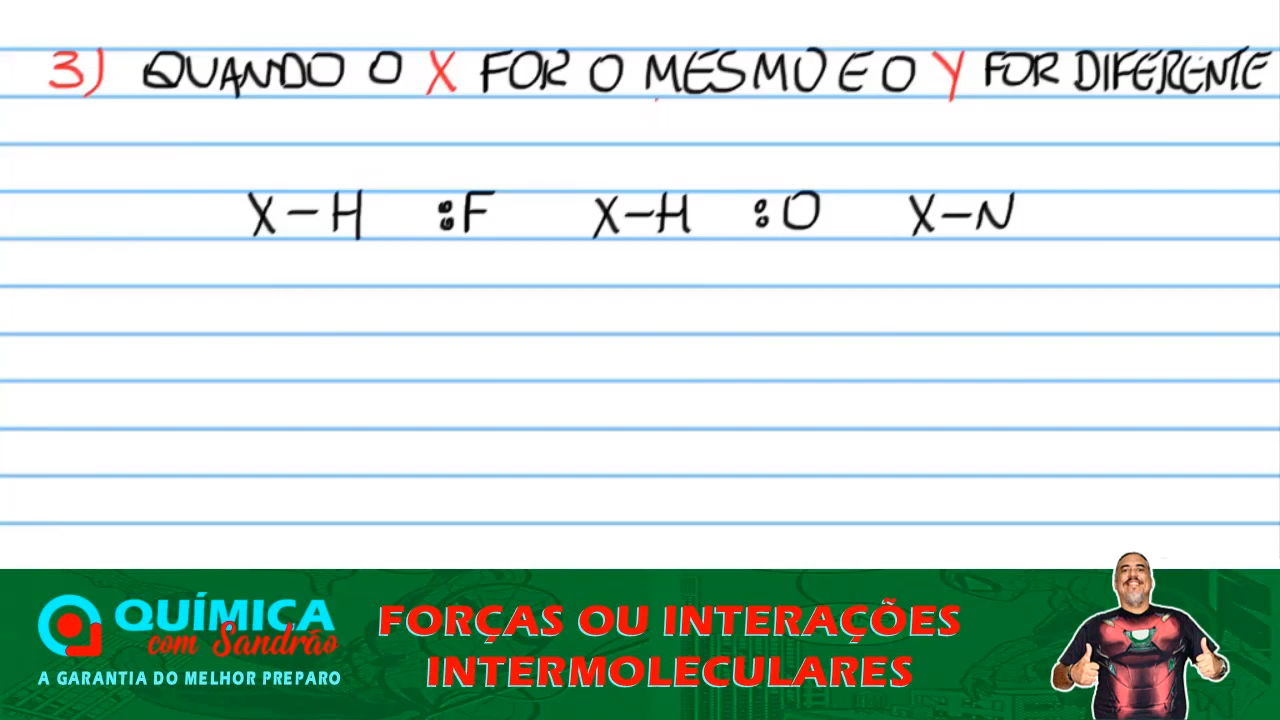 3) QUANDO O X FOR O MESMO E O Y FOR DIFERENTE
X-H :F X-H :O X-N
QUÍMICA
com Sandrão
A GARANTIA DO MELHOR PREPARO
FORÇAS OU INTERAÇÕES
INTERMOLECULARES